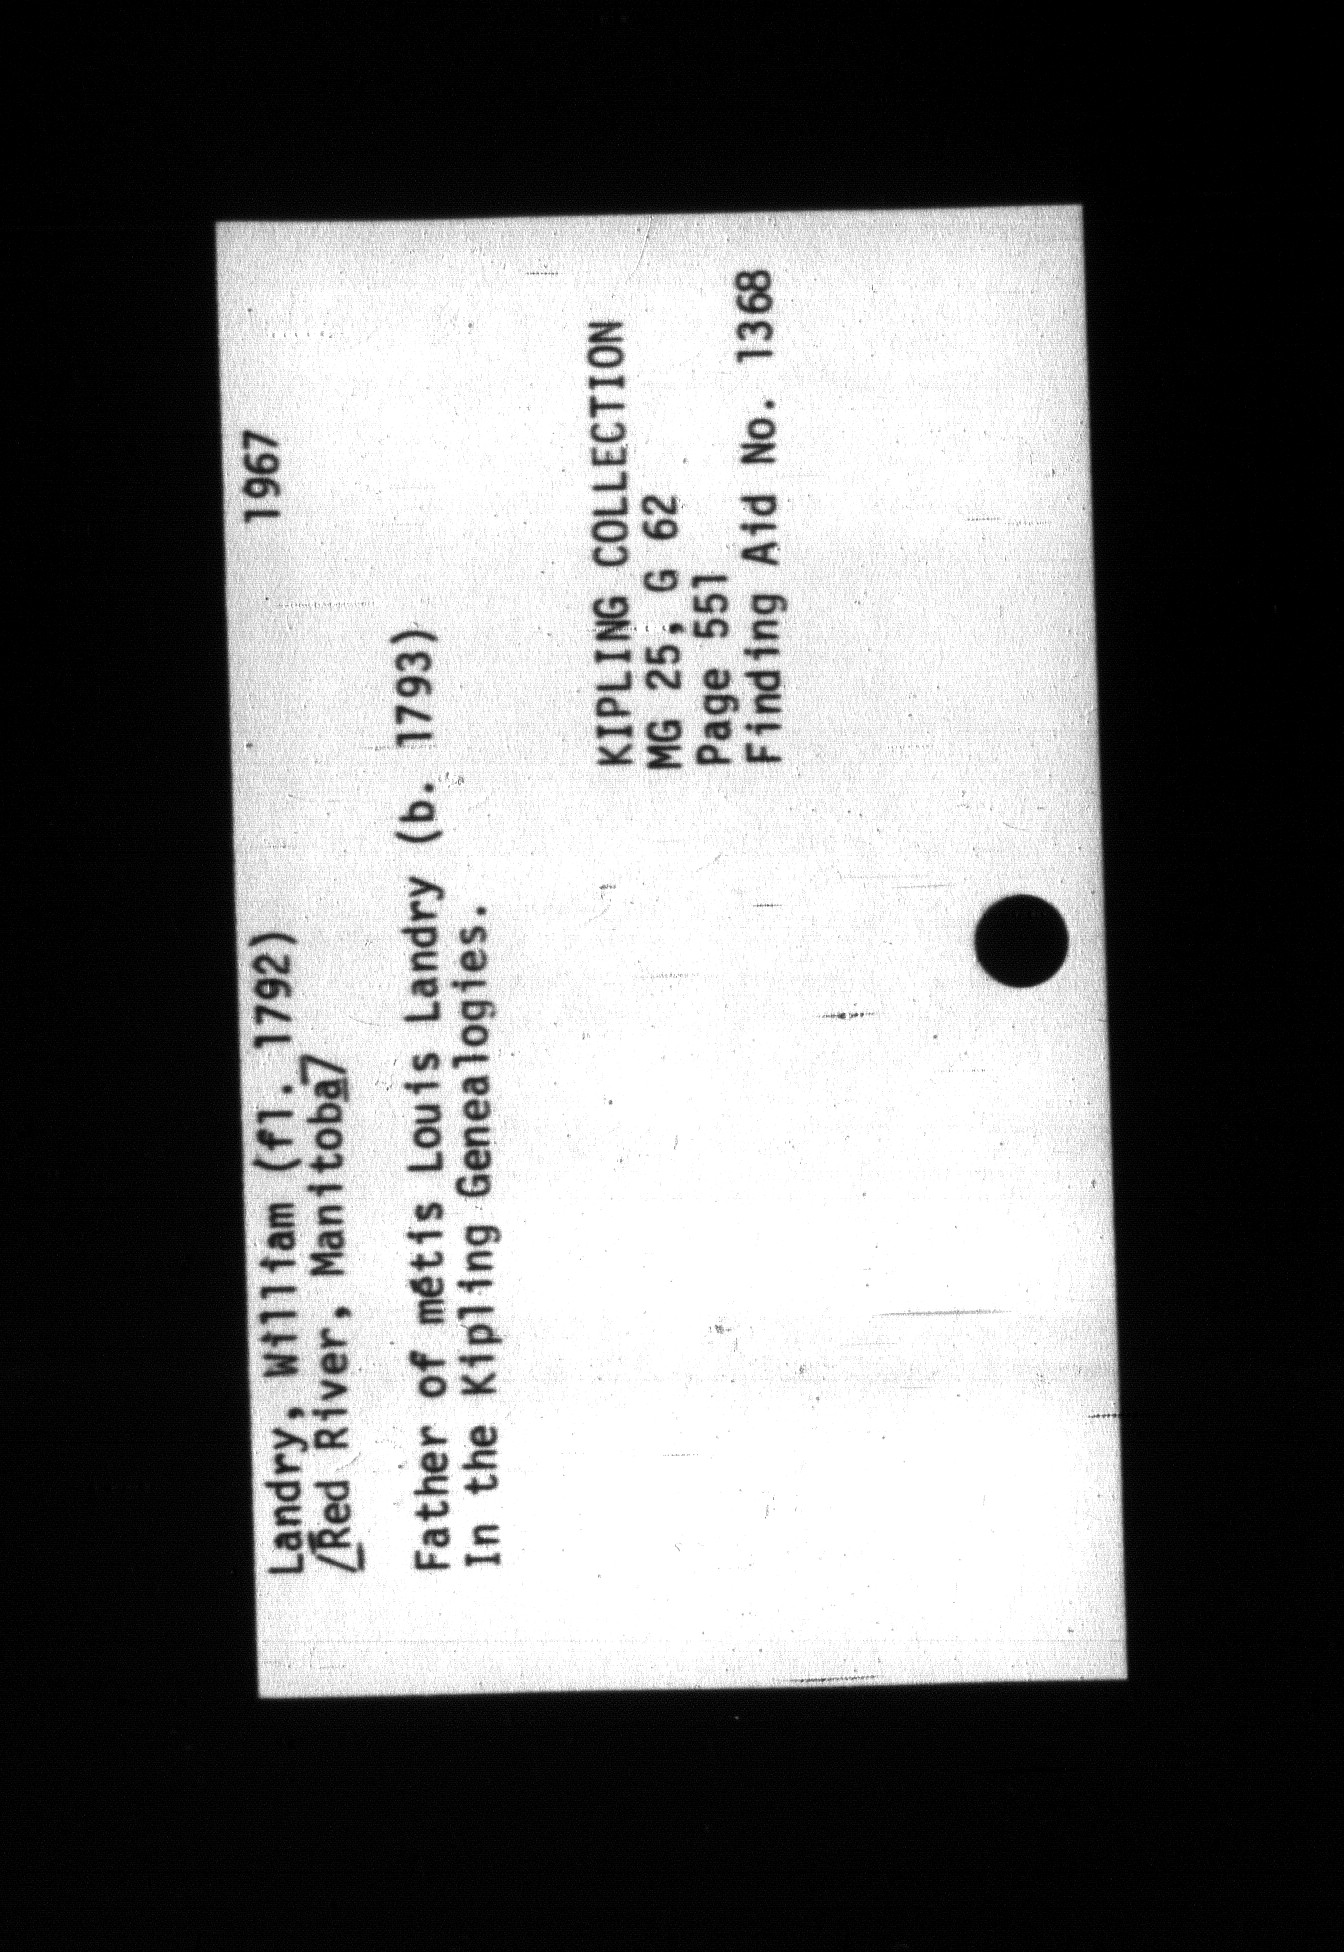 Landry, William (fl. 1792) 1967
[Red River, Manitoba]
Father of métis Louis Landry (b. 1793)
In the Kipling Genealogies.
KIPLING COLLECTION
MG 25, G 62
Page 551
Finding Aid No. 1368